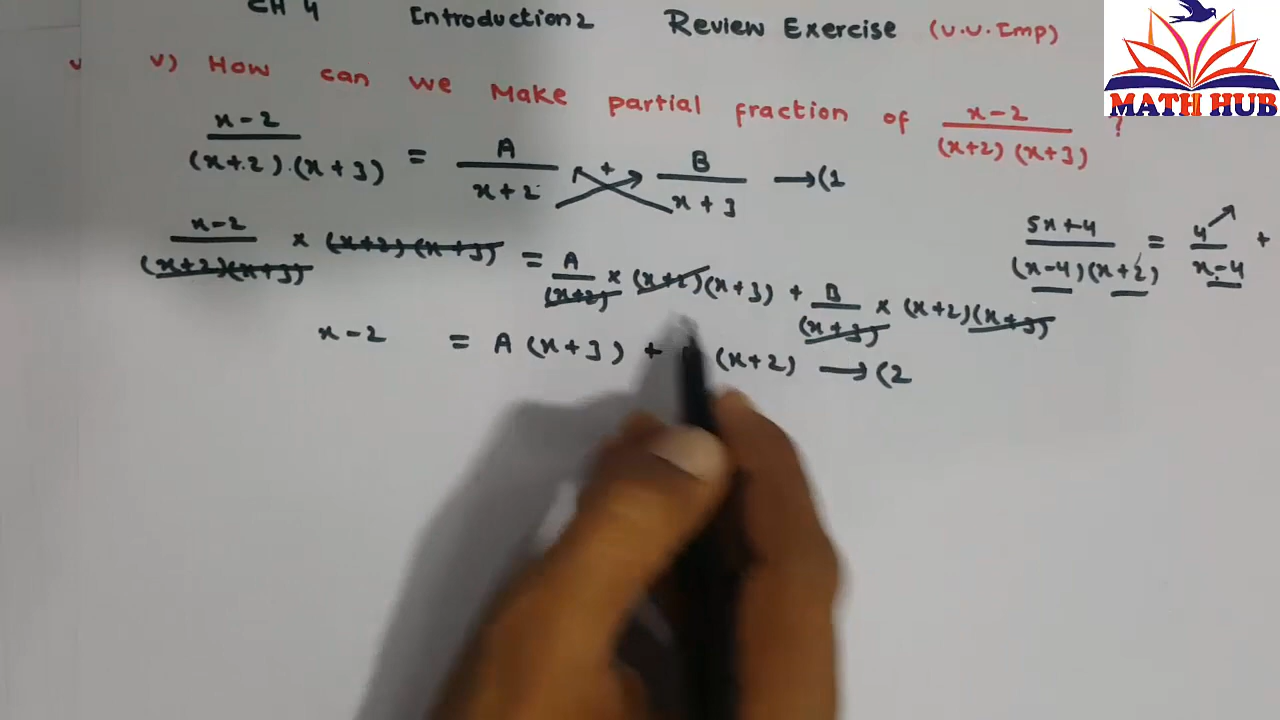 CH 4 Introduction2 Review Exercise (v.v.Imp)
v) How can we Make partial fraction of x-2/(x+2)(x+3) ?
x-2/(x+2).(x+3) = A/x+2 + B/x+3 →(1
x-2/(x+2)(x+3) × (x+2)(x+3) = A/(x+2) × (x+2)(x+3) + B/(x+3) × (x+2)(x+3)
5x+4/(x-4)(x+2) = 4/x-4 +
x-2 = A(x+3) + (x+2) →(2
MATH HUB